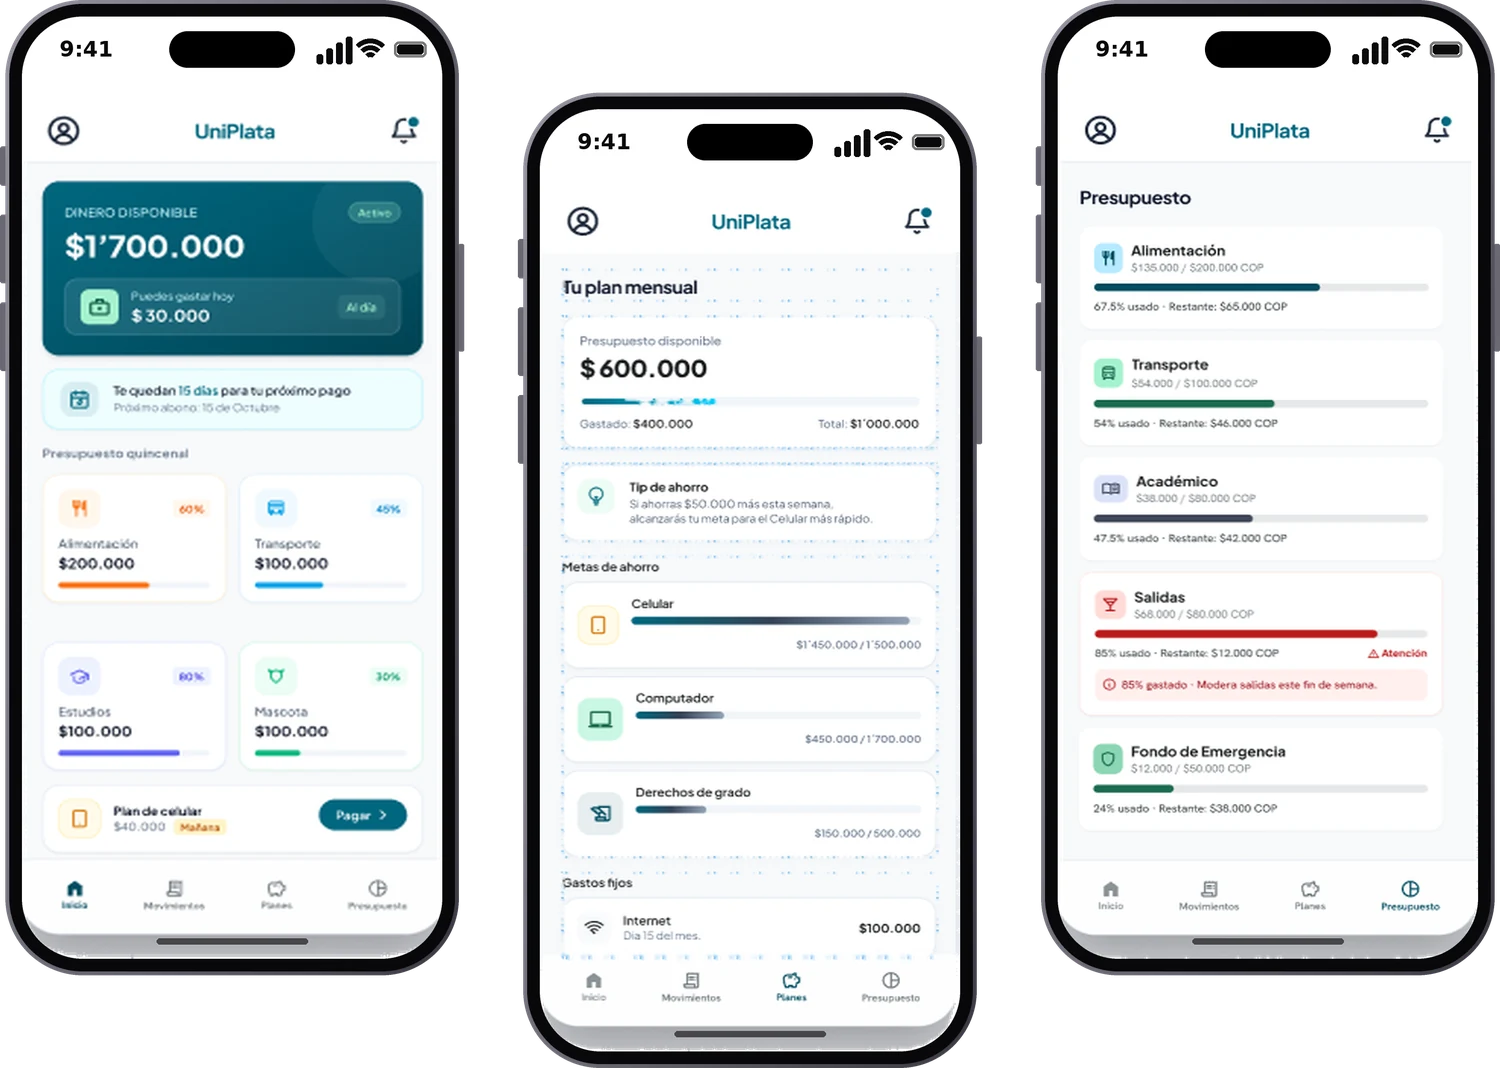 9:41
UniPlata
DINERO DISPONIBLE
Activo
$1’700.000
Puedes gastar hoy
$30.000
Al día
Te quedan 15 días para tu próximo pago
Próximo abono: 15 de Octubre
Presupuesto quincenal
60%
Alimentación
$200.000
45%
Transporte
$100.000
80%
Estudios
$100.000
30%
Mascota
$100.000
Plan de celular
$40.000 Mañana
Pagar
Inicio
Movimientos
Planes
Presupuesto
9:41
UniPlata
Tu plan mensual
Presupuesto disponible
$600.000
Gastado: $400.000
Total: $1’000.000
Tip de ahorro
Si ahorras $50.000 más esta semana,
alcanzarás tu meta para el Celular más rápido.
Metas de ahorro
Celular
$1’450.000/1’500.000
Computador
$450.000/1’700.000
Derechos de grado
$150.000/500.000
Gastos fijos
Internet
Dia 15 del mes.
$100.000
Inicio
Movimientos
Planes
Presupuesto
9:41
UniPlata
Presupuesto
Alimentación
$135.000 / $200.000 COP
67.5% usado · Restante: $65.000 COP
Transporte
$54.000 / $100.000 COP
54% usado · Restante: $46.000 COP
Académico
$38.000 / $80.000 COP
47.5% usado · Restante: $42.000 COP
Salidas
$68.000 / $80.000 COP
85% usado · Restante: $12.000 COP
Atención
85% gastado · Modera salidas este fin de semana.
Fondo de Emergencia
$12.000 / $50.000 COP
24% usado · Restante: $38.000 COP
Inicio
Movimientos
Planes
Presupuesto